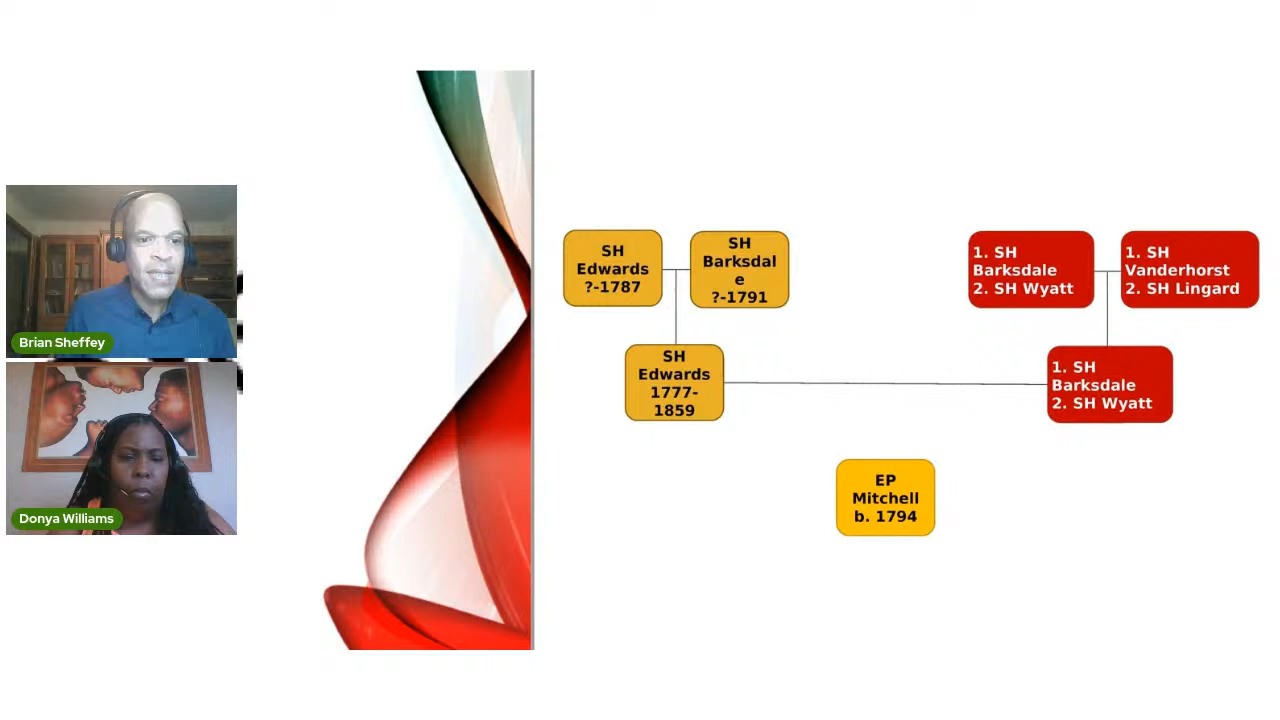 Brian Sheffey
Donya Williams
SH
Edwards
?-1787
SH
Barksdal
e
?-1791
1. SH
Barksdale
2. SH Wyatt
1. SH
Vanderhorst
2. SH Lingard
SH
Edwards
1777-
1859
1. SH
Barksdale
2. SH Wyatt
EP
Mitchell
b. 1794